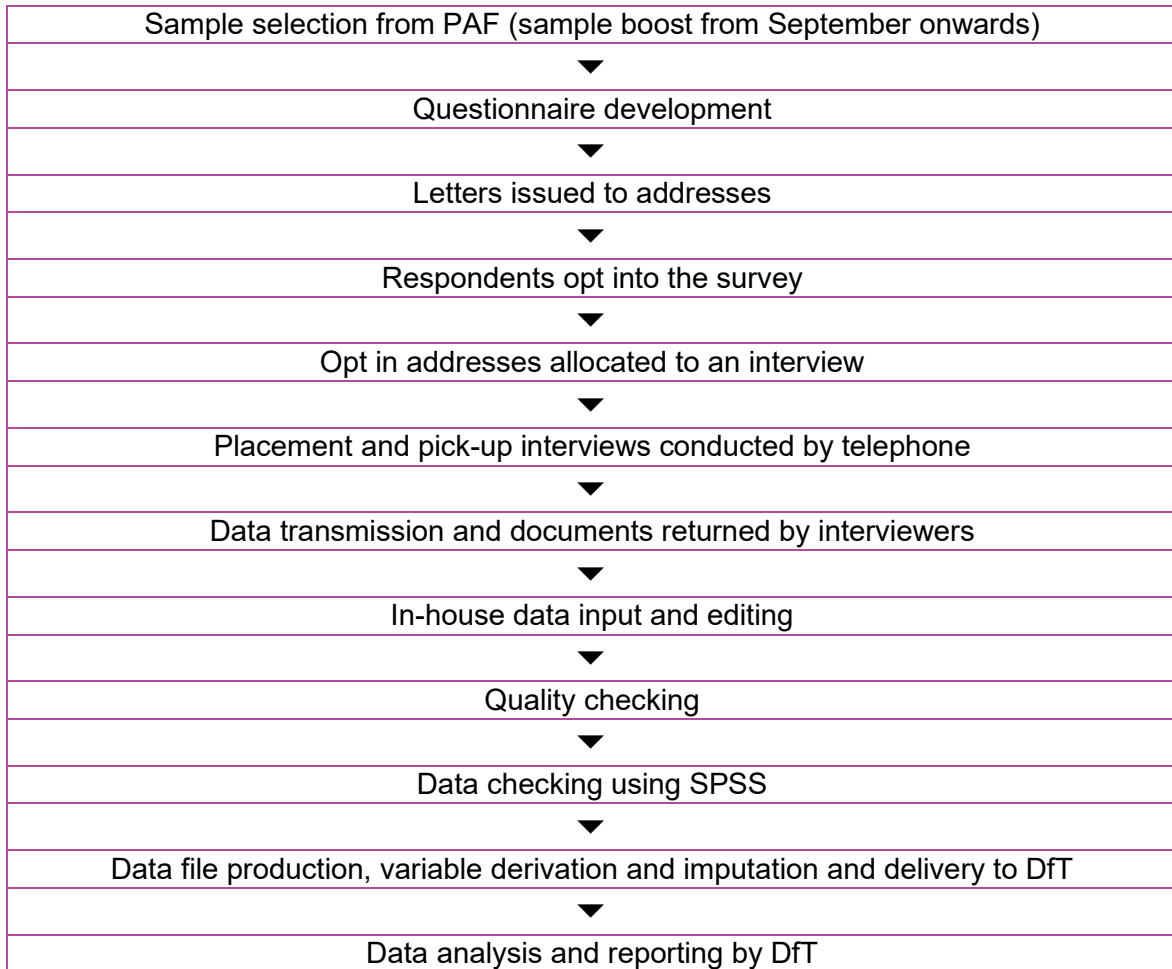 Sample selection from PAF (sample boost from September onwards)
Questionnaire development
Letters issued to addresses
Respondents opt into the survey
Opt in addresses allocated to an interview
Placement and pick-up interviews conducted by telephone
Data transmission and documents returned by interviewers
In-house data input and editing
Quality checking
Data checking using SPSS
Data file production, variable derivation and imputation and delivery to DfT
Data analysis and reporting by DfT